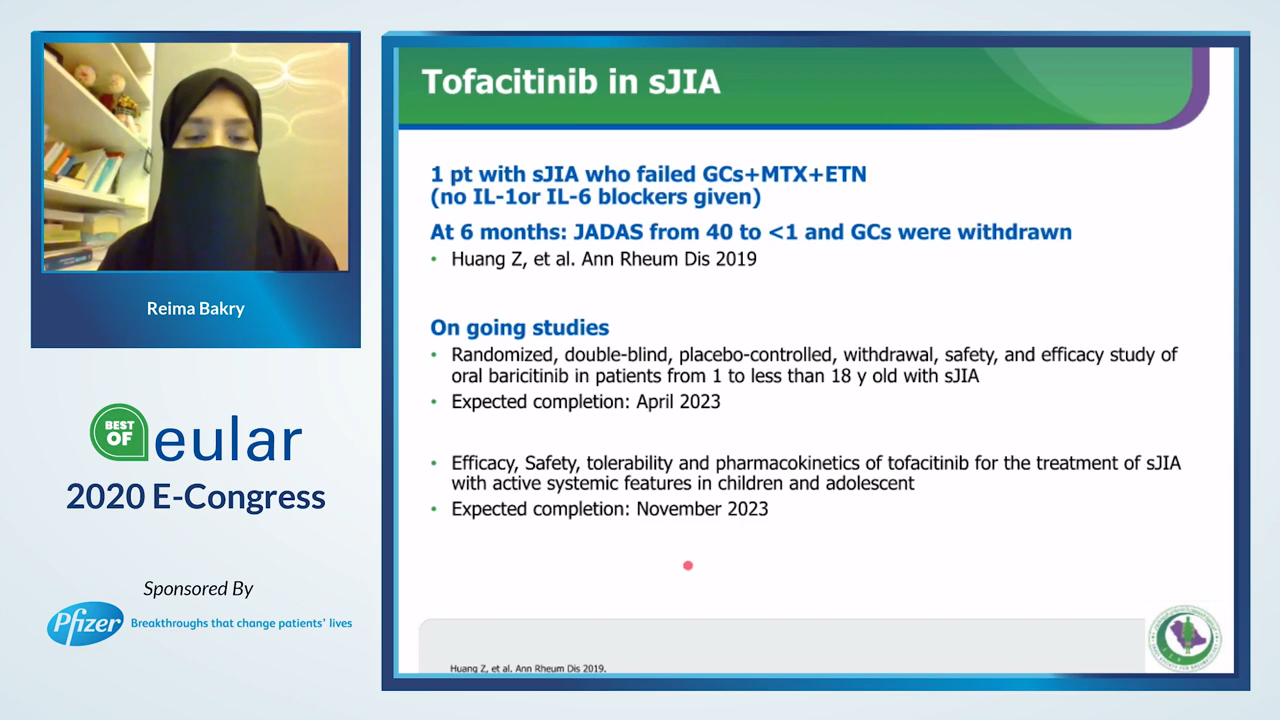 Reima Bakry
BEST
OF
eular
2020 E-Congress
Sponsored By
Pfizer
Breakthroughs that change patients' lives
Tofacitinib in sJIA
1 pt with sJIA who failed GCs+MTX+ETN
(no IL-1or IL-6 blockers given)
At 6 months: JADAS from 40 to <1 and GCs were withdrawn
• Huang Z, et al. Ann Rheum Dis 2019
On going studies
• Randomized, double-blind, placebo-controlled, withdrawal, safety, and efficacy study of
oral baricitinib in patients from 1 to less than 18 y old with sJIA
• Expected completion: April 2023
• Efficacy, Safety, tolerability and pharmacokinetics of tofacitinib for the treatment of sJIA
with active systemic features in children and adolescent
• Expected completion: November 2023
Huang Z, et al. Ann Rheum Dis 2019.